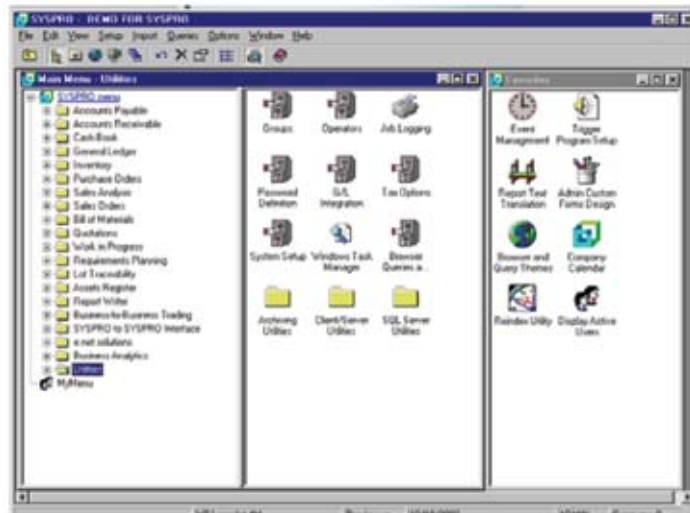 SYSPRO - DEMO FOR SYSPRO
File Edit View Setup Import Queries Options Window Help
Main Menu - Utilities
SYSPRO menu
Accounts Payable
Accounts Receivable
Cash Book
General Ledger
Inventory
Purchase Orders
Sales Analysis
Sales Orders
Bill of Materials
Quotations
Work in Progress
Requirements Planning
Lot Traceability
Assets Register
Report Writer
Business-to-Business Trading
SYSPRO to SYSPRO Interface
e.net solutions
Business Analytics
Utilities
MyMenu
Groups
Operators
Job Logging
Password Definition
G/L Integration
Tax Options
System Setup
Windows Task Manager
Browser Queries a...
Archiving Utilities
Client/Server Utilities
SQL Server Utilities
Favorites
Event Management
Trigger Program Setup
Report Text Translation
Admin Custom Forms Design
Browser and Query Themes
Company Calendar
Reindex Utility
Display Active Users